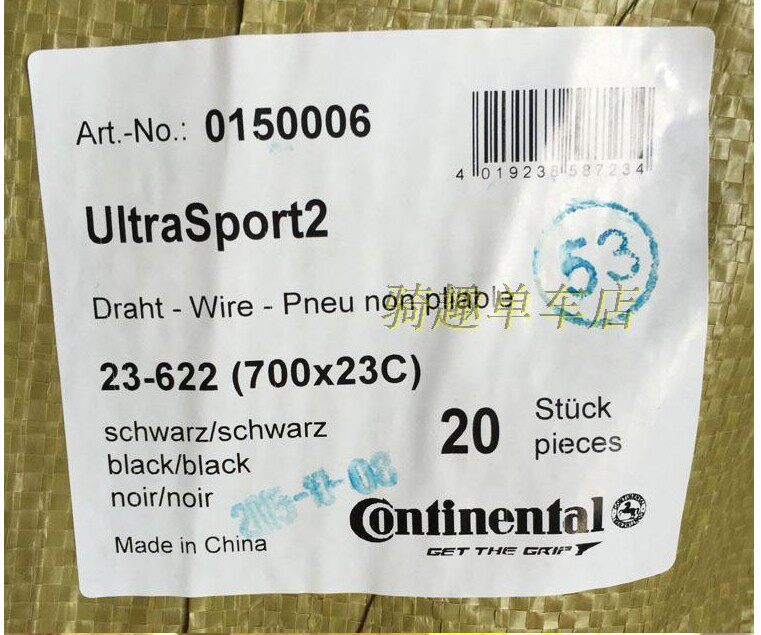 Art.-No.: 0150006
4 019238 587234
UltraSport2
53
Draht - Wire - Pneu non pliable
骑趣单车店
23-622 (700x23C)
schwarz/schwarz
black/black
noir/noir
20 Stück
pieces
Made in China
Continental
GET THE GRIP